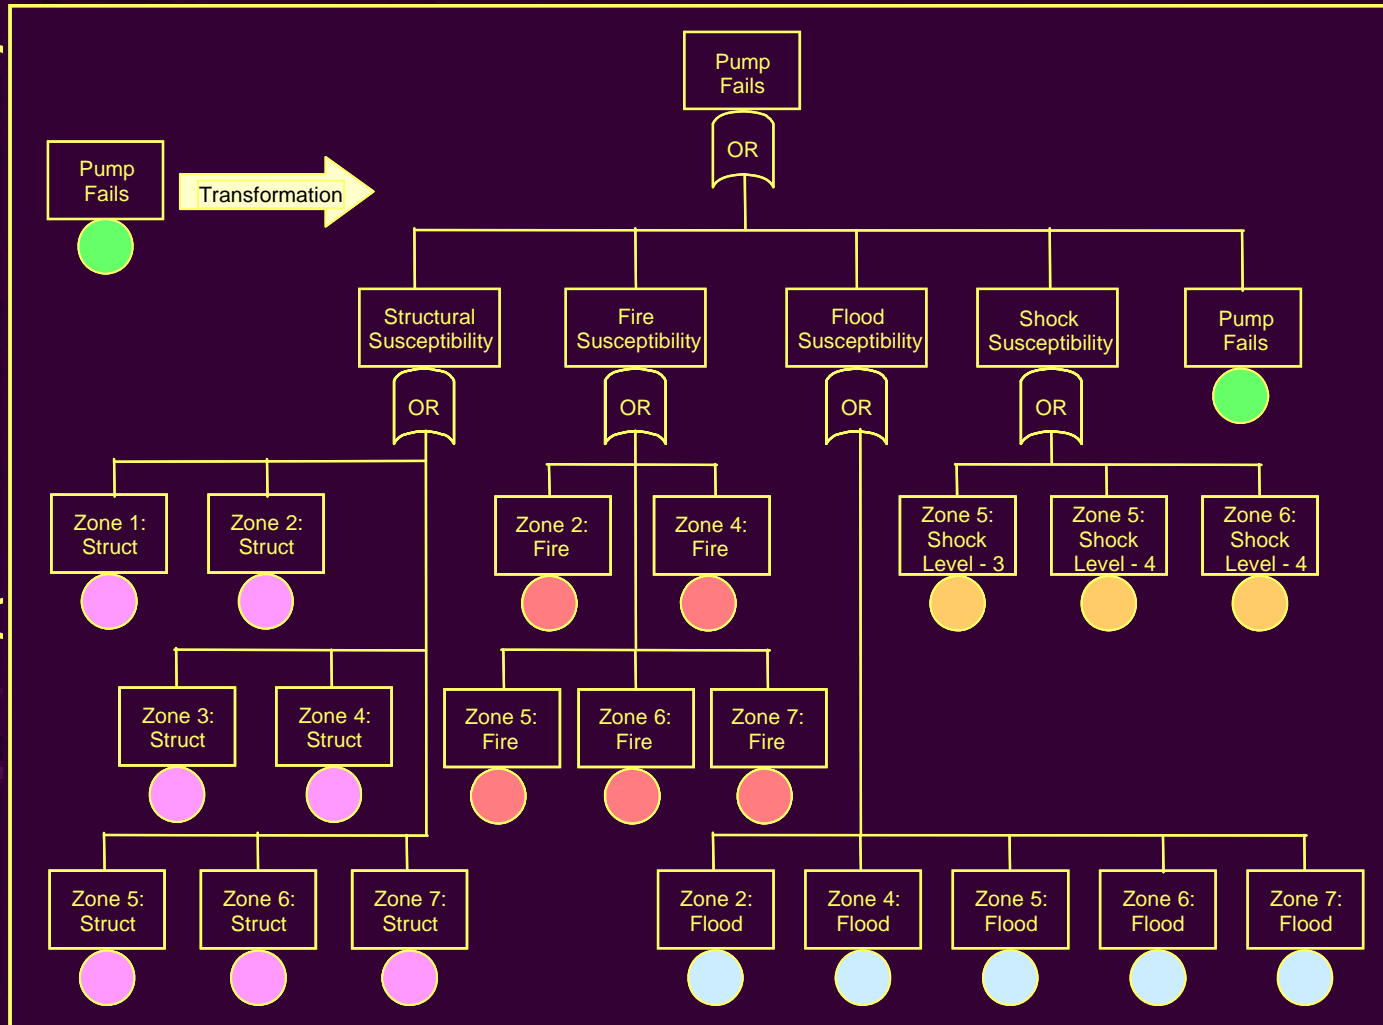 Pump
Fails
OR
Pump
Fails
Transformation
Structural
Susceptibility
Fire
Susceptibility
Flood
Susceptibility
Shock
Susceptibility
Pump
Fails
OR
OR
OR
OR
Zone 1:
Struct
Zone 2:
Struct
Zone 2:
Fire
Zone 4:
Fire
Zone 5:
Shock
Level - 3
Zone 5:
Shock
Level - 4
Zone 6:
Shock
Level - 4
Zone 3:
Struct
Zone 4:
Struct
Zone 5:
Fire
Zone 6:
Fire
Zone 7:
Fire
Zone 5:
Struct
Zone 6:
Struct
Zone 7:
Struct
Zone 2:
Flood
Zone 4:
Flood
Zone 5:
Flood
Zone 6:
Flood
Zone 7:
Flood